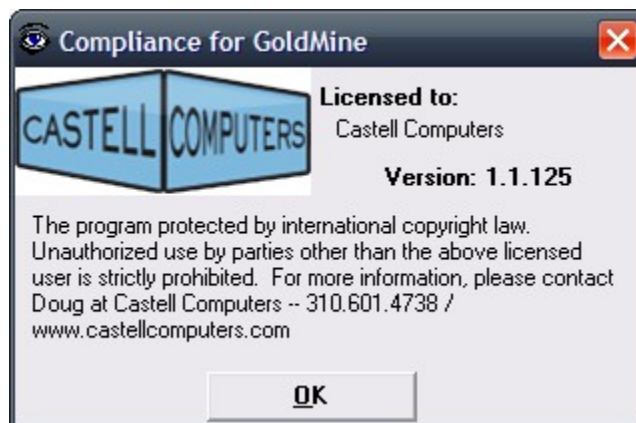 Compliance for GoldMine
CASTELL COMPUTERS
Licensed to:
Castell Computers
Version: 1.1.125
The program protected by international copyright law.
Unauthorized use by parties other than the above licensed
user is strictly prohibited.  For more information, please contact
Doug at Castell Computers -- 310.601.4738 /
www.castellcomputers.com
OK